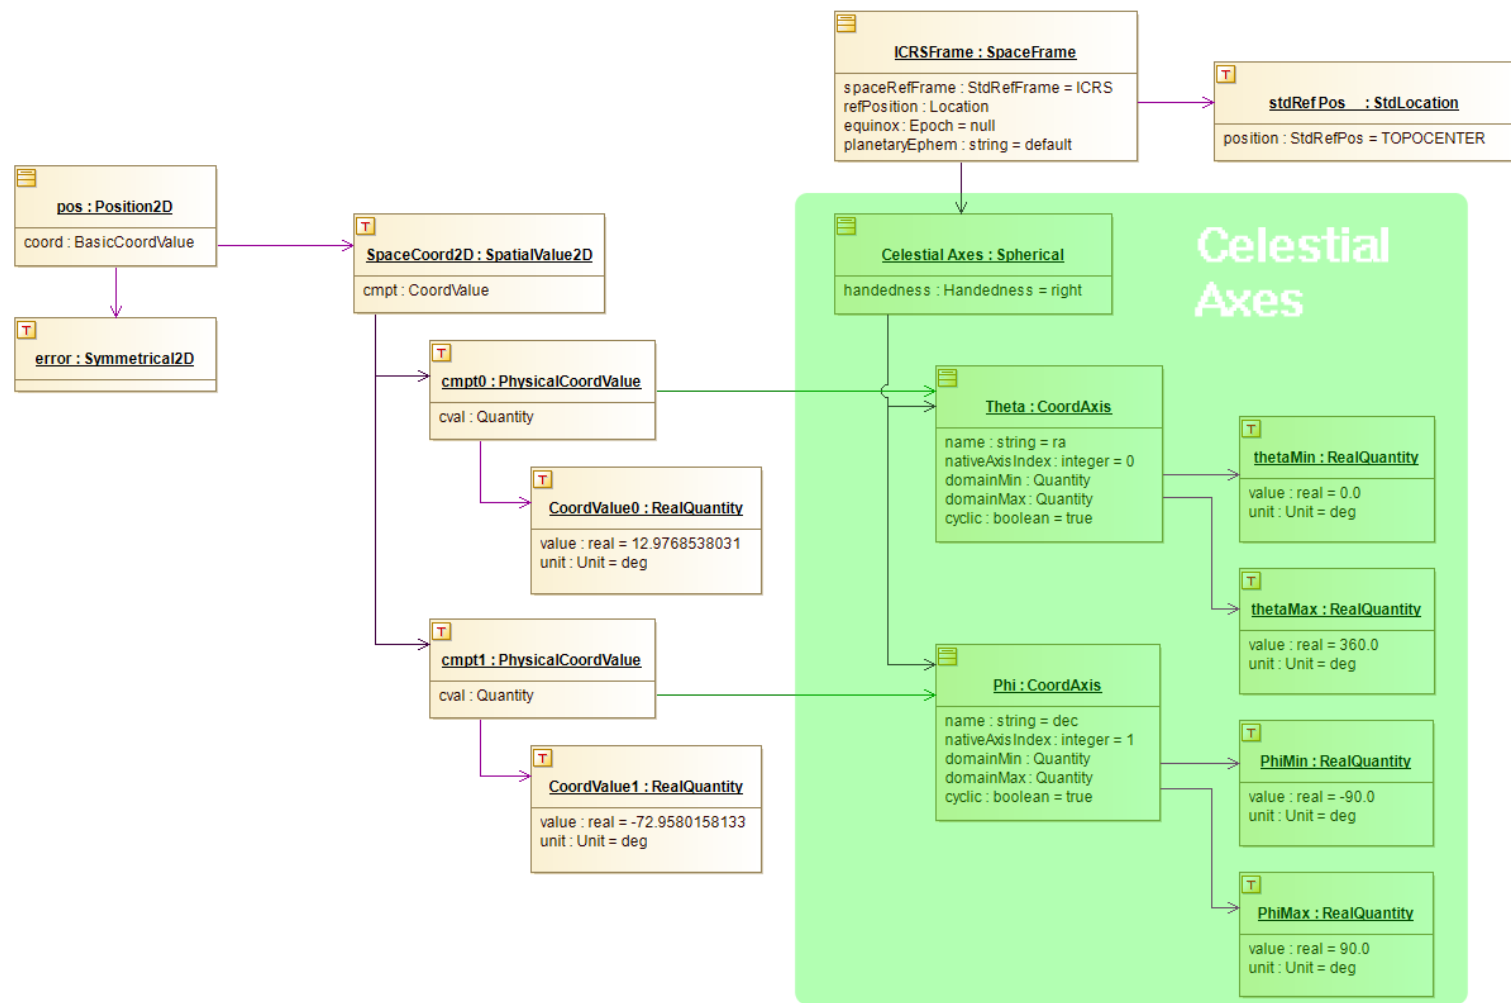 ICRSFrame : SpaceFrame
spaceRefFrame : StdRefFrame = ICRS
refPosition : Location
equinox : Epoch = null
planetaryEphem : string = default
T
stdRefPos : StdLocation
position : StdRefPos = TOPOCENTER
pos : Position2D
coord : BasicCoordValue
T
error : Symmetrical2D
T
SpaceCoord2D : SpatialValue2D
cmpt : CoordValue
Celestial Axes : Spherical
handedness : Handedness = right
Celestial
Axes
T
cmpt0 : PhysicalCoordValue
cval : Quantity
T
CoordValue0 : RealQuantity
value : real = 12.9768538031
unit : Unit = deg
Theta : CoordAxis
name : string = ra
nativeAxisIndex : integer = 0
domainMin : Quantity
domainMax : Quantity
cyclic : boolean = true
T
thetaMin : RealQuantity
value : real = 0.0
unit : Unit = deg
T
thetaMax : RealQuantity
value : real = 360.0
unit : Unit = deg
T
cmpt1 : PhysicalCoordValue
cval : Quantity
T
CoordValue1 : RealQuantity
value : real = -72.9580158133
unit : Unit = deg
Phi : CoordAxis
name : string = dec
nativeAxisIndex : integer = 1
domainMin : Quantity
domainMax : Quantity
cyclic : boolean = true
T
PhiMin : RealQuantity
value : real = -90.0
unit : Unit = deg
T
PhiMax : RealQuantity
value : real = 90.0
unit : Unit = deg